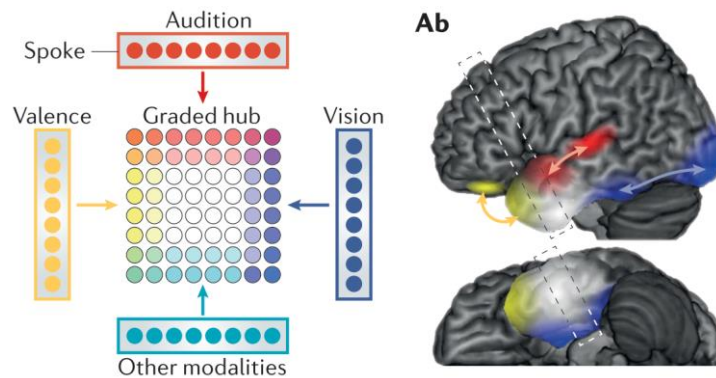 Audition
Ab
Spoke
Valence
Graded hub
Vision
Other modalities